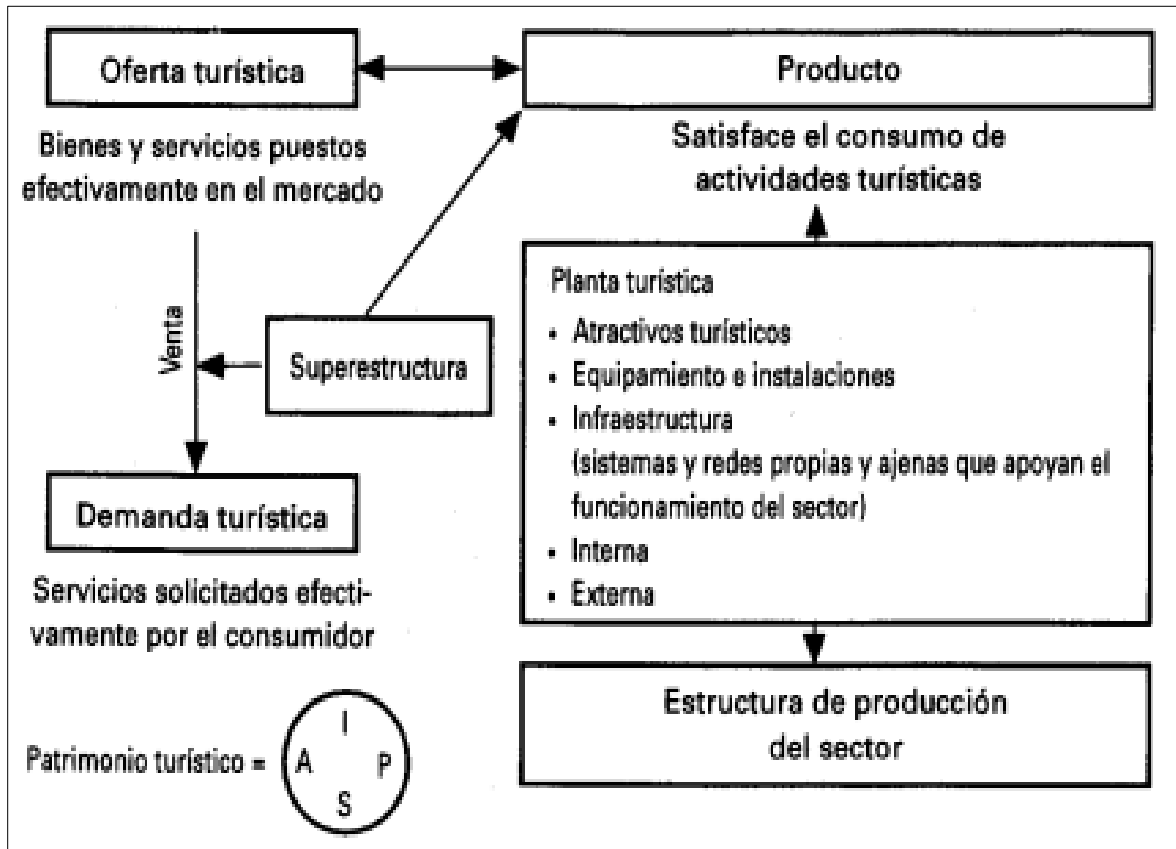 Oferta turística
Bienes y servicios puestos
efectivamente en el mercado
Venta
Superestructura
Demanda turística
Servicios solicitados efecti-
vamente por el consumidor
Patrimonio turístico =
I
A P
S
Producto
Satisface el consumo de
actividades turísticas
Planta turística
• Atractivos turísticos
• Equipamiento e instalaciones
• Infraestructura
(sistemas y redes propias y ajenas que apoyan el
funcionamiento del sector)
• Interna
• Externa
Estructura de producción
del sector